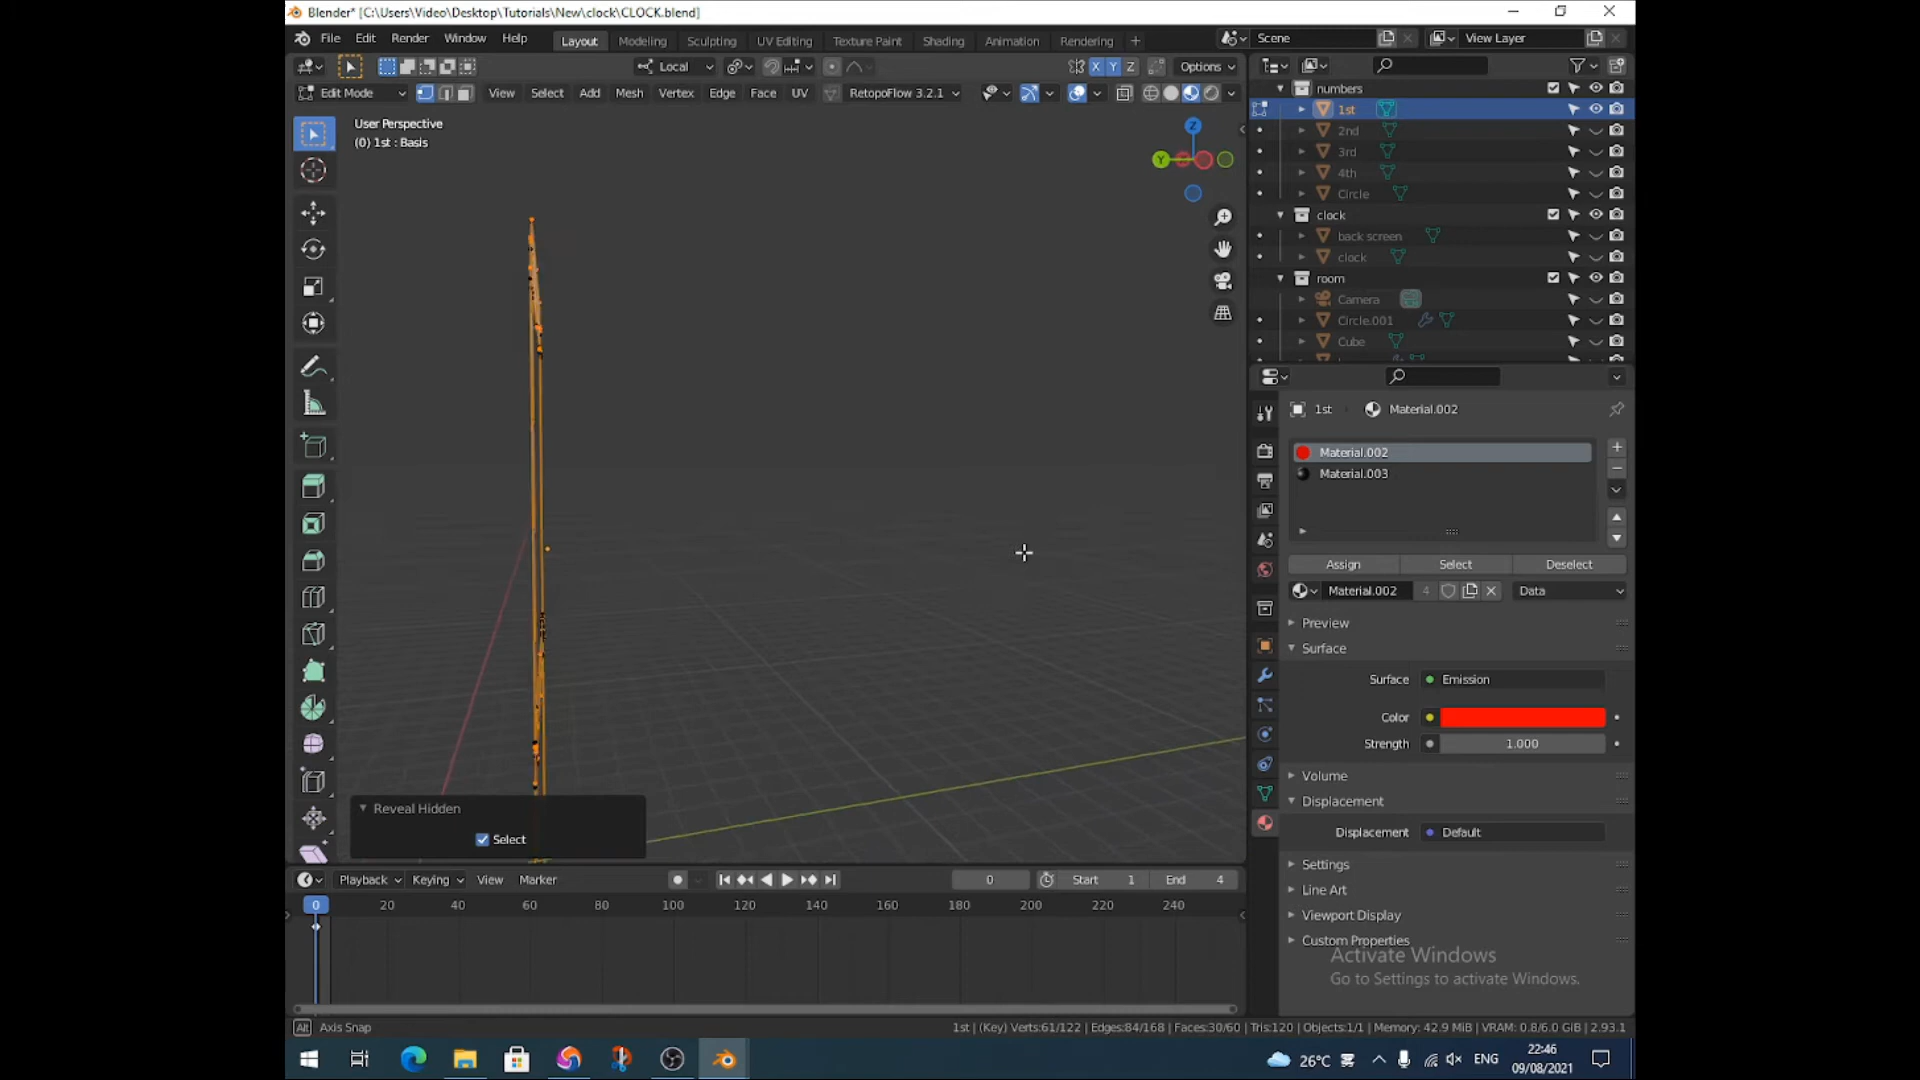 Blender* [C:\Users\Video\Desktop\Tutorials\New\clock\CLOCK.blend]
File Edit Render Window Help
Layout Modeling Sculpting UV Editing Texture Paint Shading Animation Rendering +
Scene View Layer
Local X Y Z Options
Edit Mode View Select Add Mesh Vertex Edge Face UV RetopoFlow 3.2.1
User Perspective
(0) 1st : Basis
Z
Y
numbers
1st
2nd
3rd
4th
Circle
clock
back screen
clock
room
Camera
Circle.001
Cube
1st Material.002
Material.002
Material.003
Assign Select Deselect
Material.002 4 Data
Preview
Surface
Surface Emission
Color
Strength 1.000
Volume
Displacement
Displacement Default
Settings
Line Art
Viewport Display
Custom Properties
Activate Windows
Go to Settings to activate Windows.
Reveal Hidden
Select
Playback Keying View Marker 0 Start 1 End 4
0 20 40 60 80 100 120 140 160 180 200 220 240
Alt Axis Snap
1st | (Key) Verts:61/122 | Edges:84/168 | Faces:30/60 | Tris:120 | Objects:1/1 | Memory: 42.9 MiB | VRAM: 0.8/6.0 GiB | 2.93.1
26°C ENG 22:46
09/08/2021